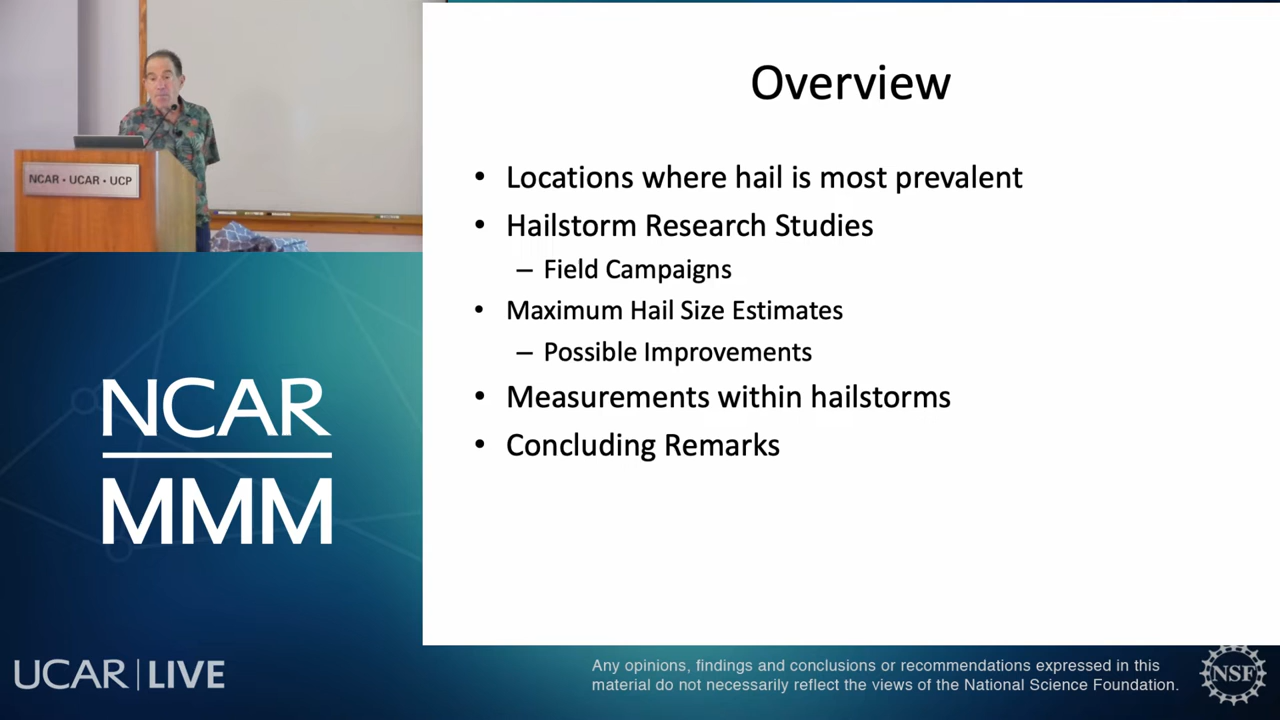 NCAR • UCAR • UCP
Overview
• Locations where hail is most prevalent
• Hailstorm Research Studies
– Field Campaigns
• Maximum Hail Size Estimates
– Possible Improvements
• Measurements within hailstorms
• Concluding Remarks
NCAR
MMM
UCAR | LIVE
Any opinions, findings and conclusions or recommendations expressed in this
material do not necessarily reflect the views of the National Science Foundation.
NSF